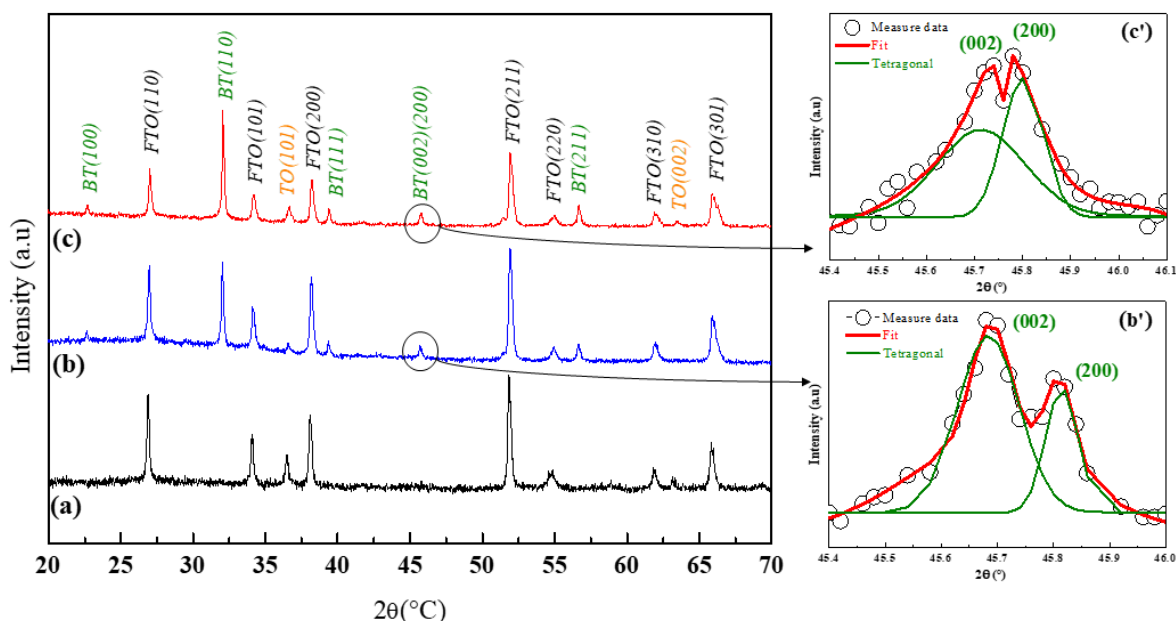 Intensity (a.u)
BT(100)
FTO(110)
BT(110)
FTO(101)
TO(101)
FTO(200)
BT(111)
BT(002)(200)
FTO(211)
FTO(220)
BT(211)
FTO(310)
TO(002)
FTO(301)
(c)
(b)
(a)
20 25 30 35 40 45 50 55 60 65 70
2θ(°C)
Measure data
Fit
Tetragonal
(002)
(200)
(c')
Intensity (a.u)
45.4 45.5 45.6 45.7 45.8 45.9 46.0 46.1
2θ (°)
Measure data
Fit
Tetragonal
(002)
(200)
(b')
Intensity (a.u)
45.4 45.5 45.6 45.7 45.8 45.9 46.0
2θ (°)